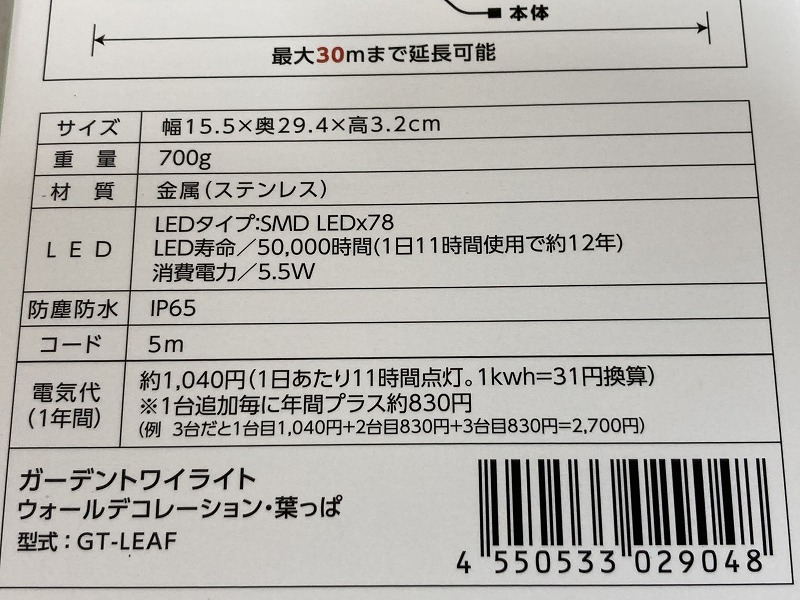 本体
最大30mまで延長可能
サイズ 幅15.5×奥29.4×高3.2cm
重量 700g
材質 金属(ステンレス)
LED LEDタイプ:SMD LEDx78
LED寿命/50,000時間(1日11時間使用で約12年)
消費電力/5.5W
防塵防水 IP65
コード 5m
電気代
(1年間)
約1,040円(1日あたり11時間点灯。1kwh=31円換算)
※1台追加毎に年間プラス約830円
(例 3台だと1台目1,040円+2台目830円+3台目830円=2,700円)
ガーデントワイライト
ウォールデコレーション・葉っぱ
型式:GT-LEAF
4 550533 029048